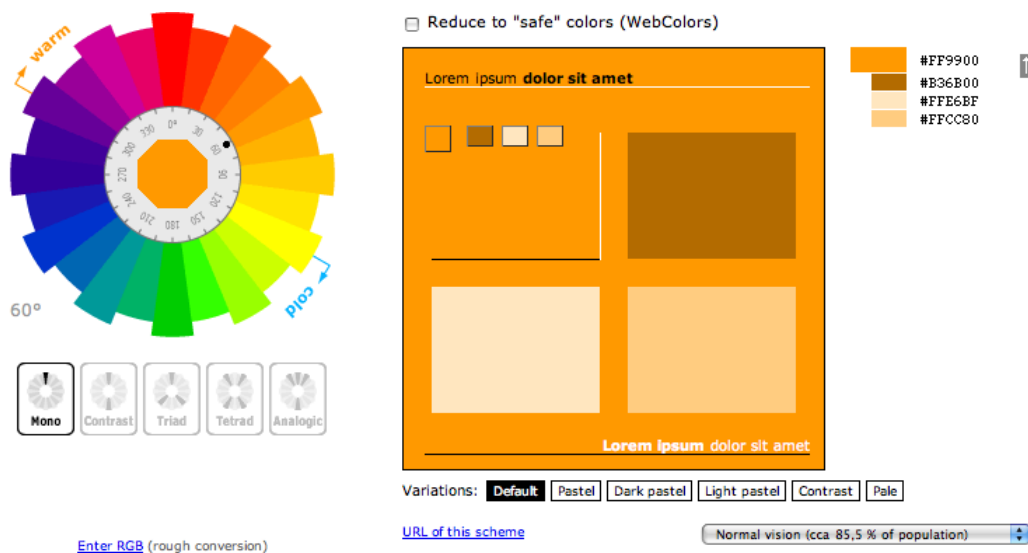 Reduce to "safe" colors (WebColors)
warm
0°
30
60
90
120
150
180
210
240
270
300
330
cold
60°
Mono
Contrast
Triad
Tetrad
Analogic
Enter RGB (rough conversion)
Lorem ipsum dolor sit amet
Lorem ipsum dolor sit amet
#FF9900
#B36B00
#FFE6BF
#FFCC80
Variations: Default Pastel Dark pastel Light pastel Contrast Pale
URL of this scheme
Normal vision (cca 85,5 % of population)